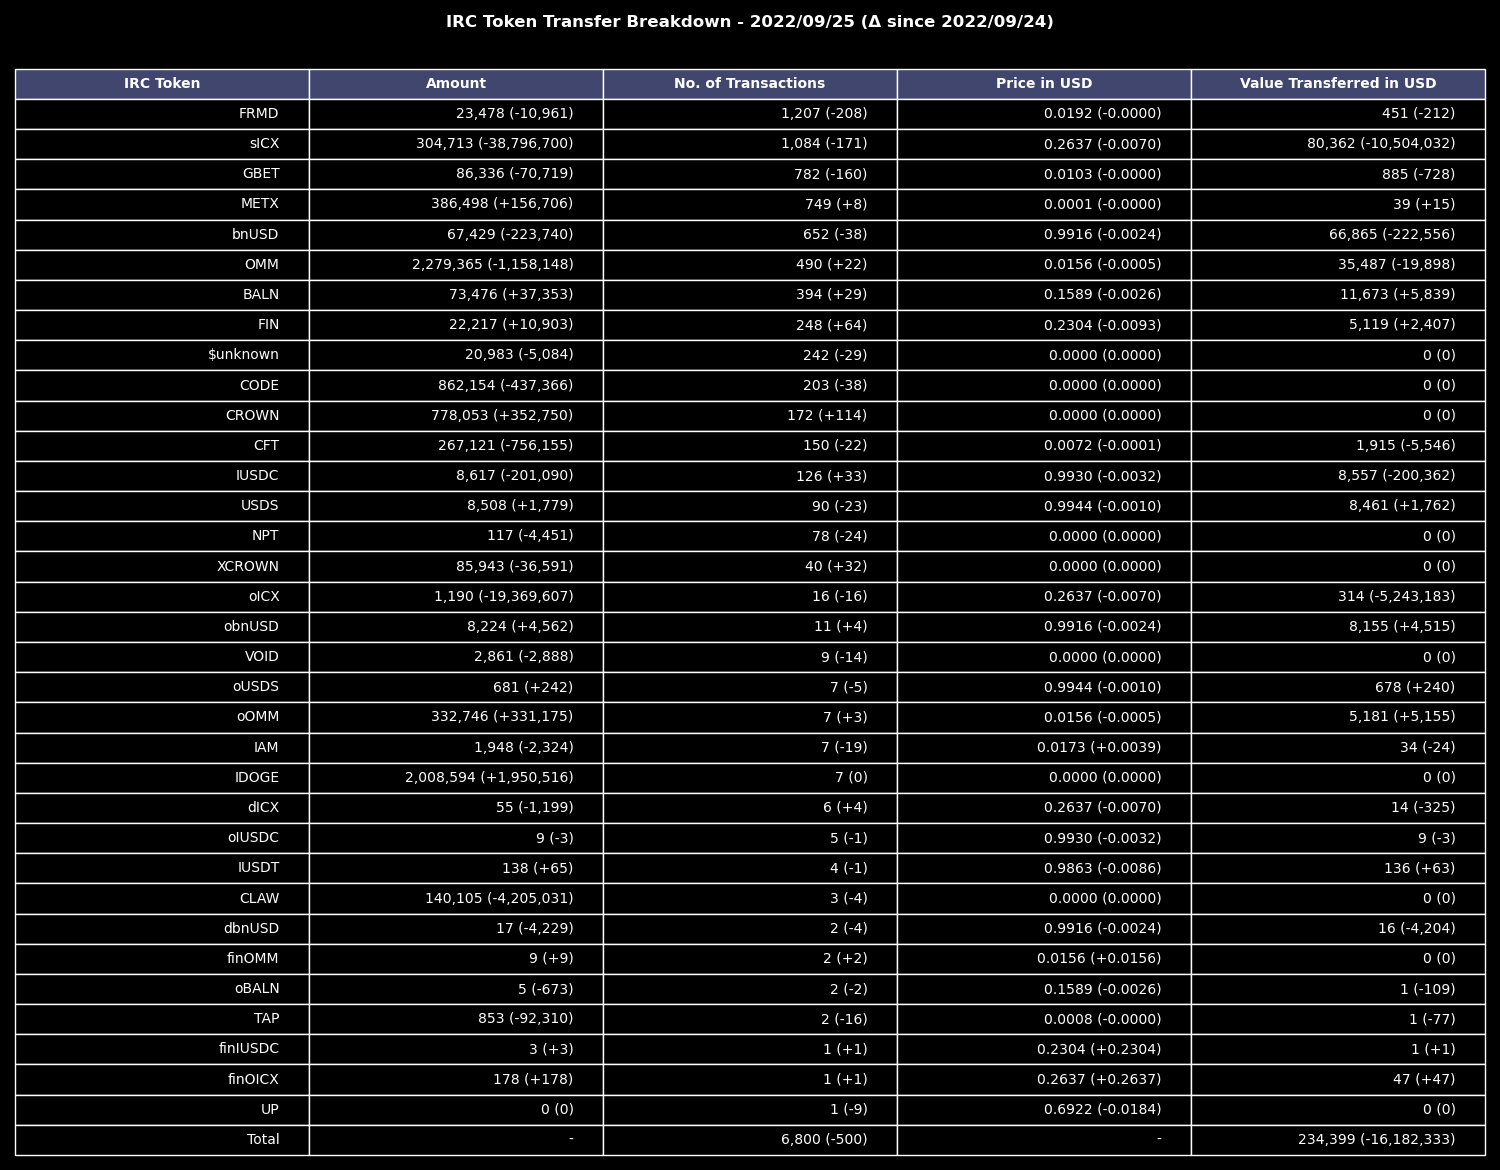 IRC Token Transfer Breakdown - 2022/09/25 (Δ since 2022/09/24)
IRC Token Amount No. of Transactions Price in USD Value Transferred in USD
FRMD 23,478 (-10,961) 1,207 (-208) 0.0192 (-0.0000) 451 (-212)
sICX 304,713 (-38,796,700) 1,084 (-171) 0.2637 (-0.0070) 80,362 (-10,504,032)
GBET 86,336 (-70,719) 782 (-160) 0.0103 (-0.0000) 885 (-728)
METX 386,498 (+156,706) 749 (+8) 0.0001 (-0.0000) 39 (+15)
bnUSD 67,429 (-223,740) 652 (-38) 0.9916 (-0.0024) 66,865 (-222,556)
OMM 2,279,365 (-1,158,148) 490 (+22) 0.0156 (-0.0005) 35,487 (-19,898)
BALN 73,476 (+37,353) 394 (+29) 0.1589 (-0.0026) 11,673 (+5,839)
FIN 22,217 (+10,903) 248 (+64) 0.2304 (-0.0093) 5,119 (+2,407)
$unknown 20,983 (-5,084) 242 (-29) 0.0000 (0.0000) 0 (0)
CODE 862,154 (-437,366) 203 (-38) 0.0000 (0.0000) 0 (0)
CROWN 778,053 (+352,750) 172 (+114) 0.0000 (0.0000) 0 (0)
CFT 267,121 (-756,155) 150 (-22) 0.0072 (-0.0001) 1,915 (-5,546)
IUSDC 8,617 (-201,090) 126 (+33) 0.9930 (-0.0032) 8,557 (-200,362)
USDS 8,508 (+1,779) 90 (-23) 0.9944 (-0.0010) 8,461 (+1,762)
NPT 117 (-4,451) 78 (-24) 0.0000 (0.0000) 0 (0)
XCROWN 85,943 (-36,591) 40 (+32) 0.0000 (0.0000) 0 (0)
oICX 1,190 (-19,369,607) 16 (-16) 0.2637 (-0.0070) 314 (-5,243,183)
obnUSD 8,224 (+4,562) 11 (+4) 0.9916 (-0.0024) 8,155 (+4,515)
VOID 2,861 (-2,888) 9 (-14) 0.0000 (0.0000) 0 (0)
oUSDS 681 (+242) 7 (-5) 0.9944 (-0.0010) 678 (+240)
oOMM 332,746 (+331,175) 7 (+3) 0.0156 (-0.0005) 5,181 (+5,155)
IAM 1,948 (-2,324) 7 (-19) 0.0173 (+0.0039) 34 (-24)
IDOGE 2,008,594 (+1,950,516) 7 (0) 0.0000 (0.0000) 0 (0)
dICX 55 (-1,199) 6 (+4) 0.2637 (-0.0070) 14 (-325)
oIUSDC 9 (-3) 5 (-1) 0.9930 (-0.0032) 9 (-3)
IUSDT 138 (+65) 4 (-1) 0.9863 (-0.0086) 136 (+63)
CLAW 140,105 (-4,205,031) 3 (-4) 0.0000 (0.0000) 0 (0)
dbnUSD 17 (-4,229) 2 (-4) 0.9916 (-0.0024) 16 (-4,204)
finOMM 9 (+9) 2 (+2) 0.0156 (+0.0156) 0 (0)
oBALN 5 (-673) 2 (-2) 0.1589 (-0.0026) 1 (-109)
TAP 853 (-92,310) 2 (-16) 0.0008 (-0.0000) 1 (-77)
finIUSDC 3 (+3) 1 (+1) 0.2304 (+0.2304) 1 (+1)
finOICX 178 (+178) 1 (+1) 0.2637 (+0.2637) 47 (+47)
UP 0 (0) 1 (-9) 0.6922 (-0.0184) 0 (0)
Total - 6,800 (-500) - 234,399 (-16,182,333)